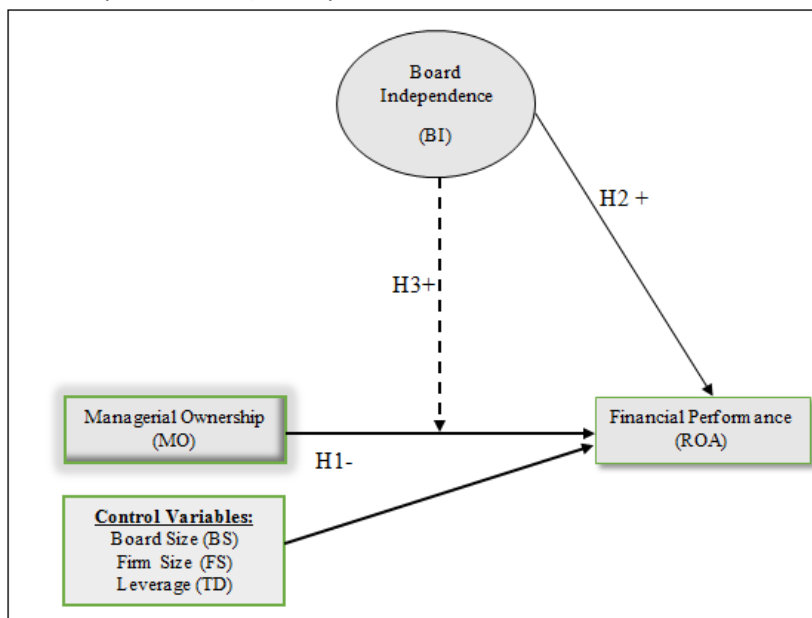 Board
Independence
(BI)
H2 +
H3+
Managerial Ownership
(MO)
H1-
Financial Performance
(ROA)
Control Variables:
Board Size (BS)
Firm Size (FS)
Leverage (TD)